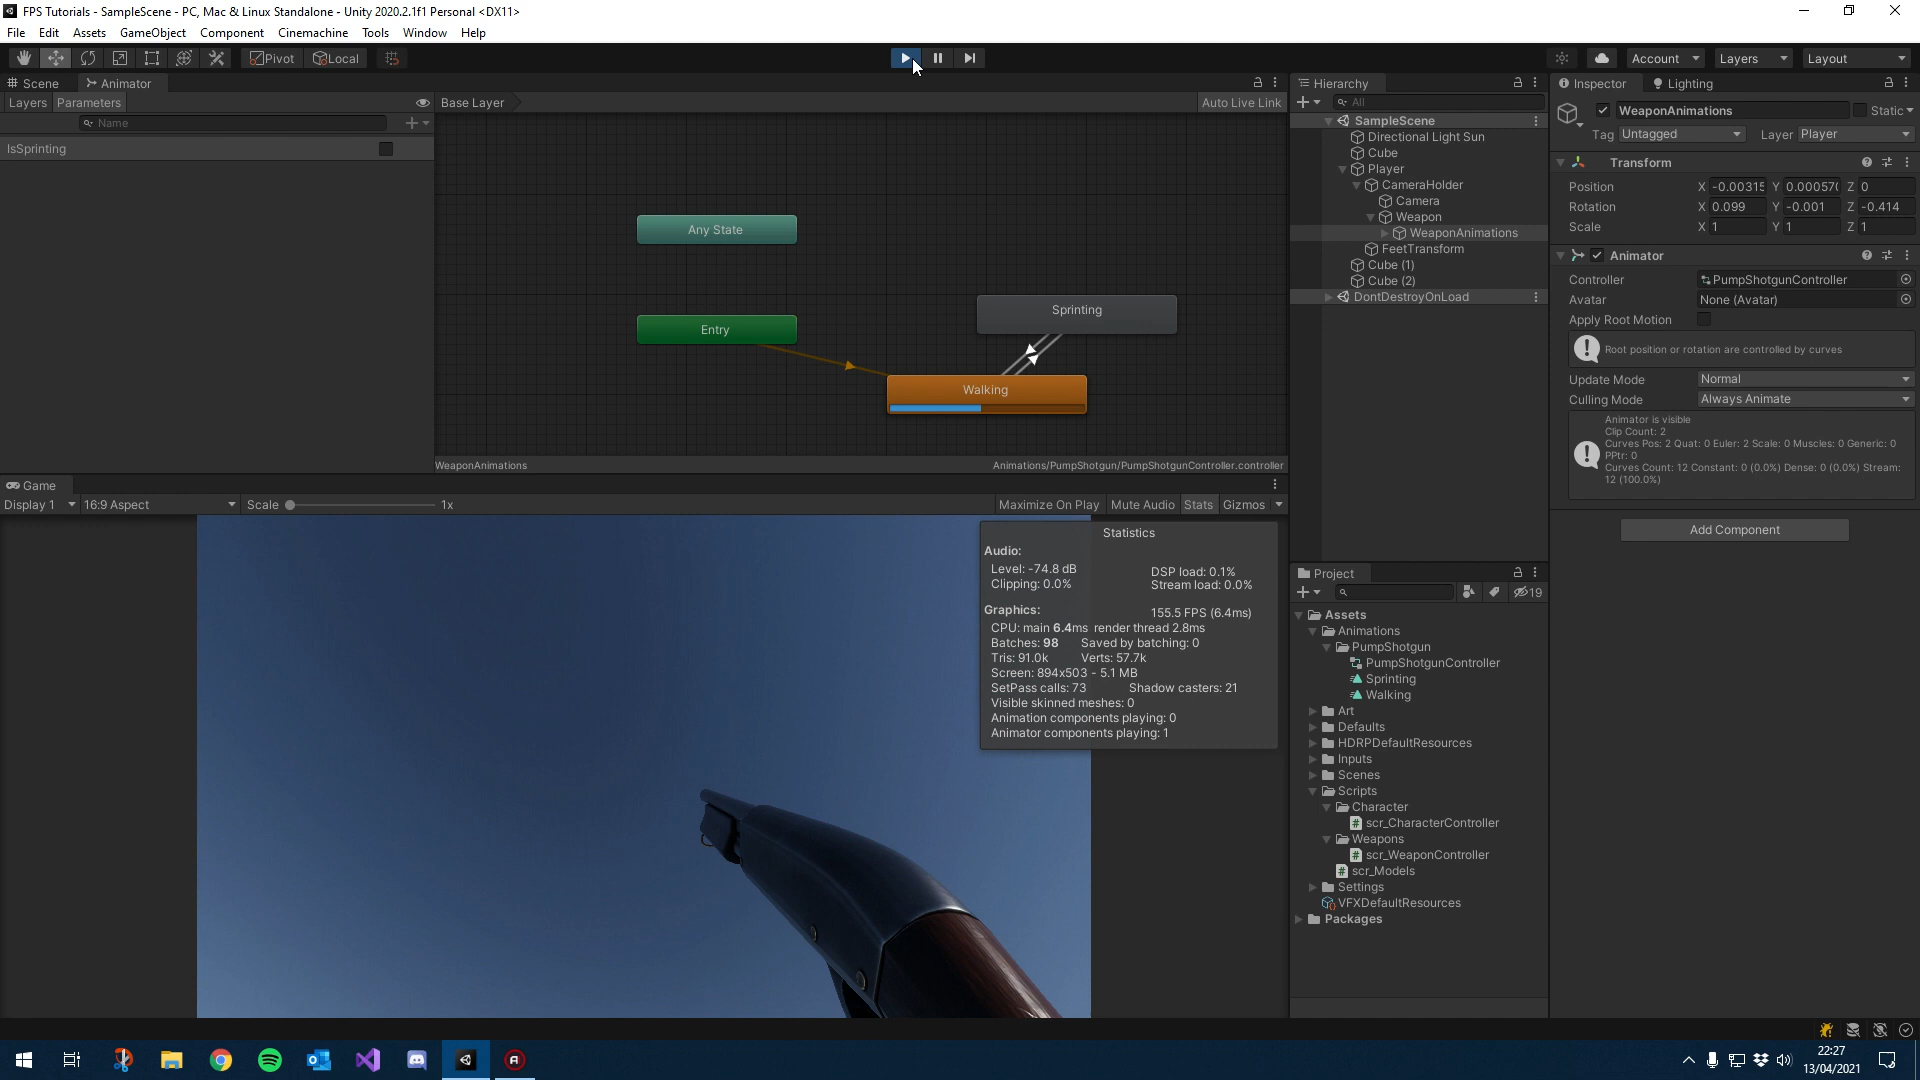 FPS Tutorials - SampleScene - PC, Mac & Linux Standalone - Unity 2020.2.1f1 Personal <DX11>
File Edit Assets GameObject Component Cinemachine Tools Window Help
Pivot Local Account Layers Layout
Scene Animator
Layers Parameters Base Layer Auto Live Link
Name
IsSprinting
Any State
Entry
Sprinting
Walking
WeaponAnimations Animations/PumpShotgun/PumpShotgunController.controller
Game
Display 1 16:9 Aspect Scale 1x Maximize On Play Mute Audio Stats Gizmos
Statistics
Audio:
Level: -74.8 dB DSP load: 0.1%
Clipping: 0.0% Stream load: 0.0%
Graphics: 155.5 FPS (6.4ms)
CPU: main 6.4ms render thread 2.8ms
Batches: 98 Saved by batching: 0
Tris: 91.0k Verts: 57.7k
Screen: 894x503 - 5.1 MB
SetPass calls: 73 Shadow casters: 21
Visible skinned meshes: 0
Animation components playing: 0
Animator components playing: 1
Hierarchy
All
SampleScene
Directional Light Sun
Cube
Player
CameraHolder
Camera
Weapon
WeaponAnimations
FeetTransform
Cube (1)
Cube (2)
DontDestroyOnLoad
Project
19
Assets
Animations
PumpShotgun
PumpShotgunController
Sprinting
Walking
Art
Defaults
HDRPDefaultResources
Inputs
Scenes
Scripts
Character
scr_CharacterController
Weapons
scr_WeaponController
scr_Models
Settings
VFXDefaultResources
Packages
Inspector Lighting
WeaponAnimations Static
Tag Untagged Layer Player
Transform
Position X -0.00315 Y 0.00057( Z 0
Rotation X 0.099 Y -0.001 Z -0.414
Scale X 1 Y 1 Z 1
Animator
Controller PumpShotgunController
Avatar None (Avatar)
Apply Root Motion
Root position or rotation are controlled by curves
Update Mode Normal
Culling Mode Always Animate
Animator is visible
Clip Count: 2
Curves Pos: 2 Quat: 0 Euler: 2 Scale: 0 Muscles: 0 Generic: 0
PPtr: 0
Curves Count: 12 Constant: 0 (0.0%) Dense: 0 (0.0%) Stream:
12 (100.0%)
Add Component
22:27
13/04/2021